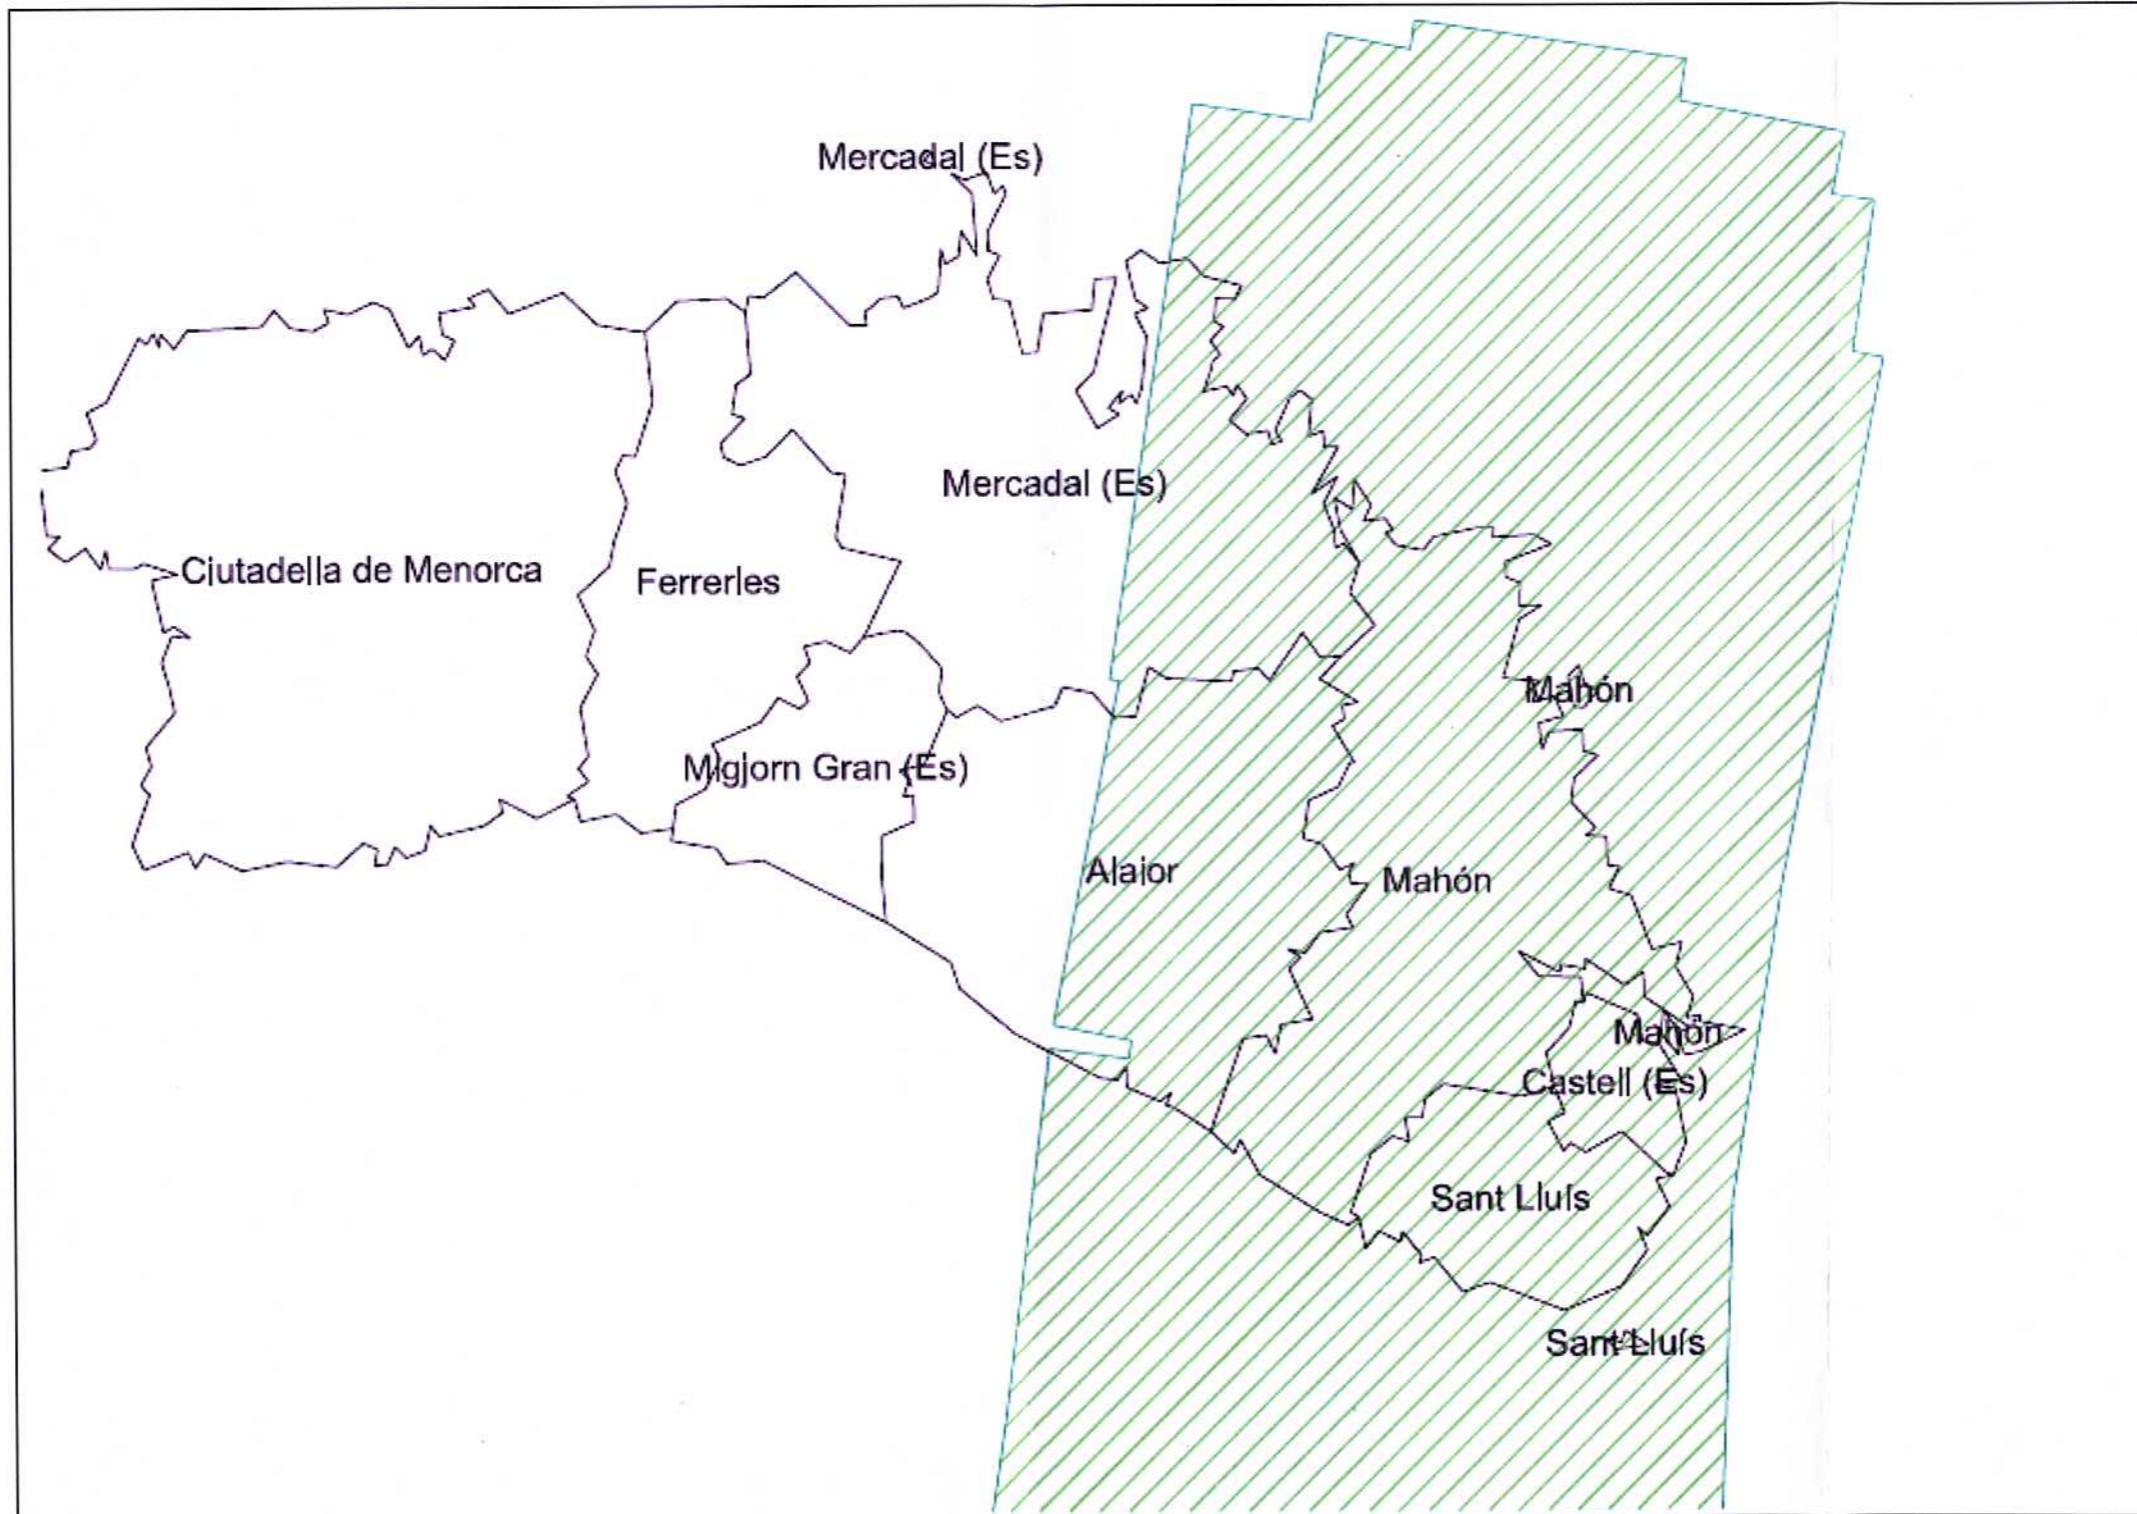 Mercadal (Es)
Mercadal (Es)
Ciutadella de Menorca
Ferreries
Mahón
Migjorn Gran (Es)
Alaior
Mahón
Mahón
Castell (Es)
Sant Lluís
Sant Lluís